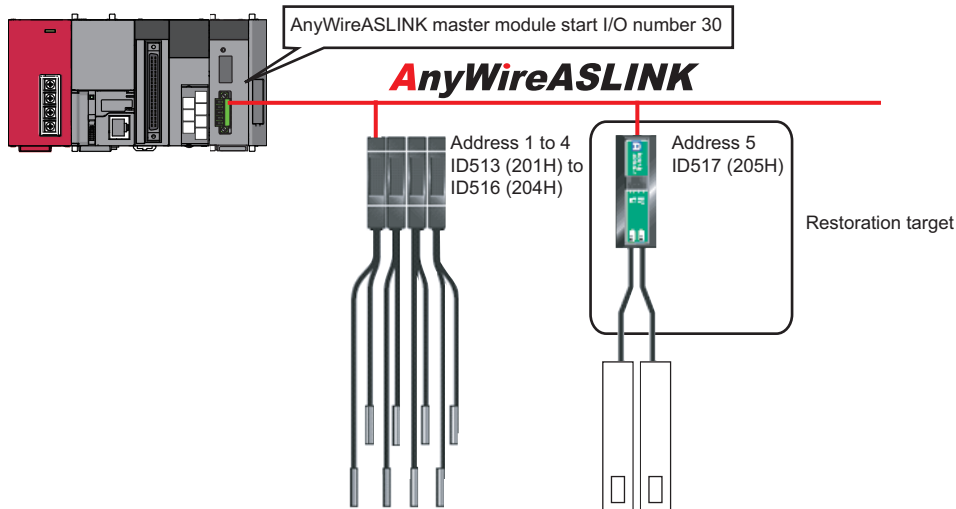 AnyWireASLINK master module start I/O number 30
AnyWireASLINK
Address 1 to 4
ID513 (201H) to
ID516 (204H)
Address 5
ID517 (205H)
Restoration target